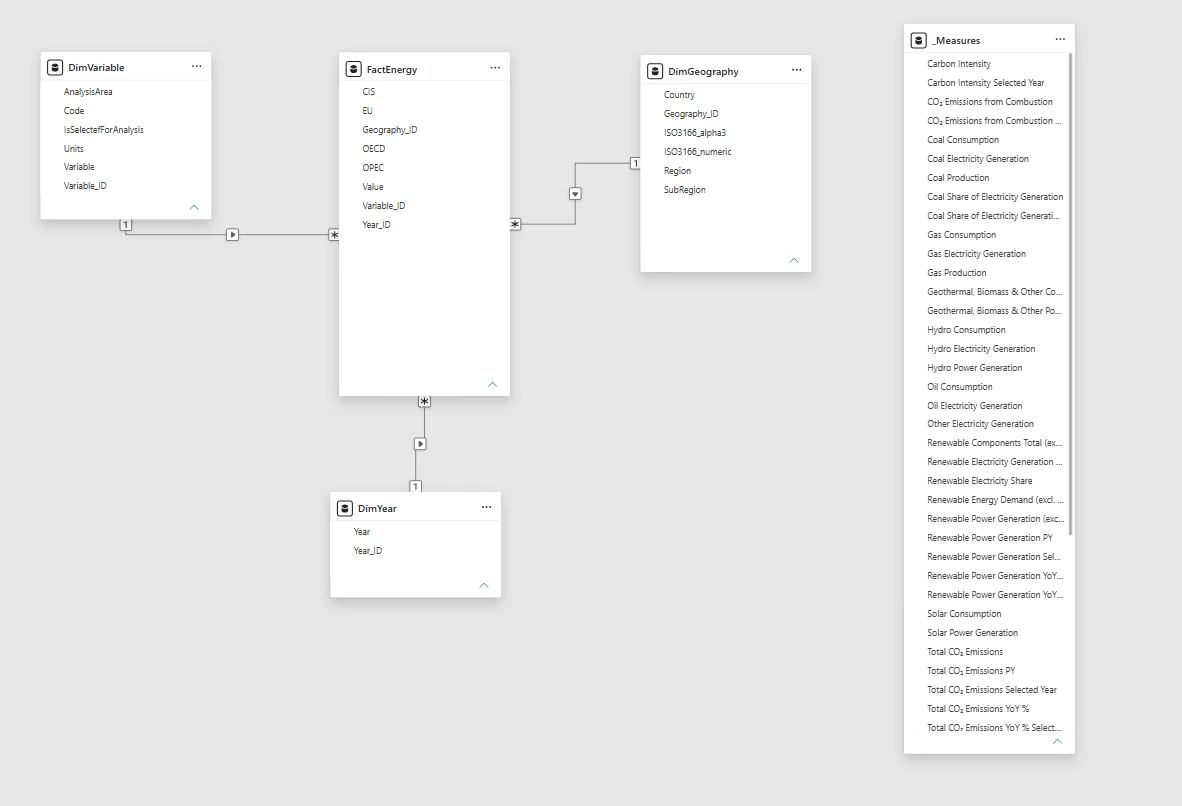 DimVariable
AnalysisArea
Code
IsSelectefForAnalysis
Units
Variable
Variable_ID
1
*
FactEnergy
CIS
EU
Geography_ID
OECD
OPEC
Value
Variable_ID
Year_ID
*
1
DimGeography
Country
Geography_ID
ISO3166_alpha3
ISO3166_numeric
Region
SubRegion
*
1
DimYear
Year
Year_ID
_Measures
Carbon Intensity
Carbon Intensity Selected Year
CO₂ Emissions from Combustion
CO₂ Emissions from Combustion ...
Coal Consumption
Coal Electricity Generation
Coal Production
Coal Share of Electricity Generation
Coal Share of Electricity Generati...
Gas Consumption
Gas Electricity Generation
Gas Production
Geothermal, Biomass & Other Co...
Geothermal, Biomass & Other Po...
Hydro Consumption
Hydro Electricity Generation
Hydro Power Generation
Oil Consumption
Oil Electricity Generation
Other Electricity Generation
Renewable Components Total (ex...
Renewable Electricity Generation ...
Renewable Electricity Share
Renewable Energy Demand (excl. ...
Renewable Power Generation (exc...
Renewable Power Generation PY
Renewable Power Generation Sel...
Renewable Power Generation YoY...
Renewable Power Generation YoY...
Solar Consumption
Solar Power Generation
Total CO₂ Emissions
Total CO₂ Emissions PY
Total CO₂ Emissions Selected Year
Total CO₂ Emissions YoY %
Total CO₂ Emissions YoY % Select...